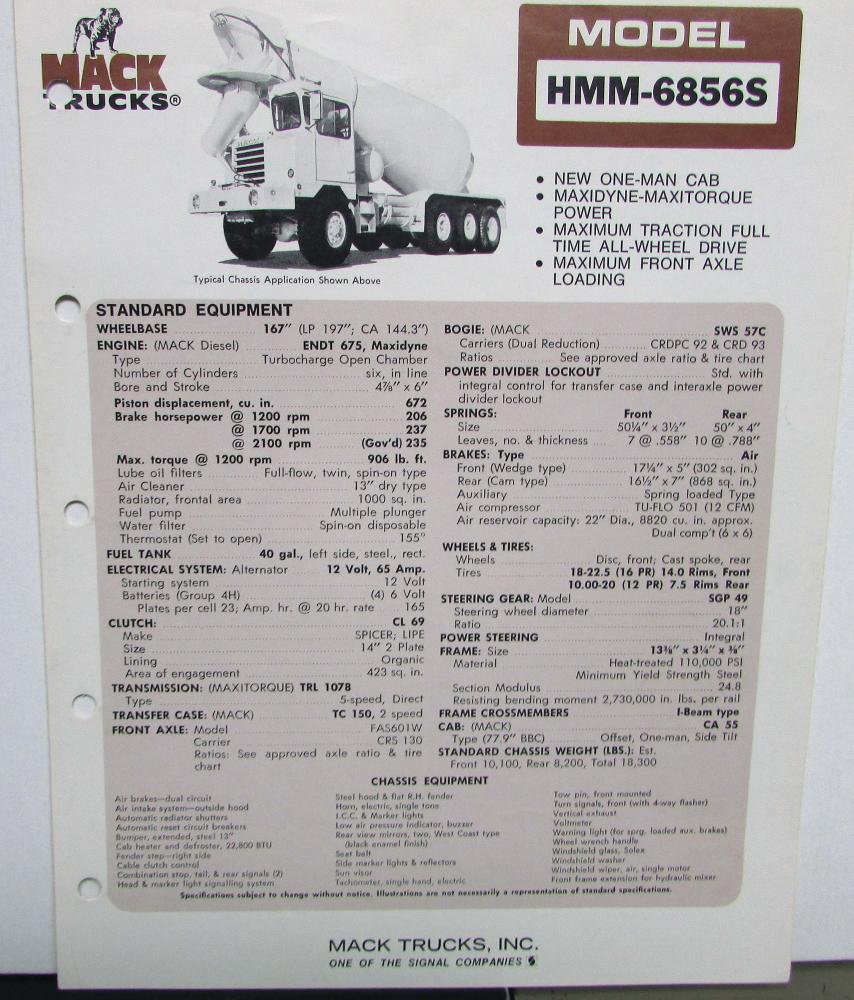 MACK
TRUCKS®
MACK
MODEL
HMM-6856S
• NEW ONE-MAN CAB
• MAXIDYNE-MAXITORQUE
POWER
• MAXIMUM TRACTION FULL
TIME ALL-WHEEL DRIVE
• MAXIMUM FRONT AXLE
LOADING
Typical Chassis Application Shown Above
STANDARD EQUIPMENT
WHEELBASE 167″ (LP 197″; CA 144.3″)
ENGINE: (MACK Diesel) ENDT 675, Maxidyne
Type Turbocharge Open Chamber
Number of Cylinders six, in line
Bore and Stroke 4⅞″ x 6″
Piston displacement, cu. in. 672
Brake horsepower @ 1200 rpm 206
@ 1700 rpm 237
@ 2100 rpm (Gov'd) 235
Max. torque @ 1200 rpm 906 lb. ft.
Lube oil filters Full-flow, twin, spin-on type
Air Cleaner 13″ dry type
Radiator, frontal area 1000 sq. in.
Fuel pump Multiple plunger
Water filter Spin-on disposable
Thermostat (Set to open) 155°
FUEL TANK 40 gal., left side, steel., rect.
ELECTRICAL SYSTEM: Alternator 12 Volt, 65 Amp.
Starting system 12 Volt
Batteries (Group 4H) (4) 6 Volt
Plates per cell 23; Amp. hr. @ 20 hr. rate 165
CLUTCH: CL 69
Make SPICER; LIPE
Size 14″ 2 Plate
Lining Organic
Area of engagement 423 sq. in.
TRANSMISSION: (MAXITORQUE) TRL 1078
Type 5-speed, Direct
TRANSFER CASE: (MACK) TC 150, 2 speed
FRONT AXLE: Model FAS601W
Carrier CRS 130
Ratios: See approved axle ratio & tire
chart
BOGIE: (MACK SWS 57C
Carriers (Dual Reduction) CRDPC 92 & CRD 93
Ratios See approved axle ratio & tire chart
POWER DIVIDER LOCKOUT Std. with
integral control for transfer case and interaxle power
divider lockout
SPRINGS: Front Rear
Size 50¼″ x 3½″ 50″ x 4″
Leaves, no. & thickness 7 @ .558″ 10 @ .788″
BRAKES: Type Air
Front (Wedge type) 17¼″ x 5″ (302 sq. in.)
Rear (Cam type) 16½″ x 7″ (868 sq. in.)
Auxiliary Spring loaded Type
Air compressor TU-FLO 501 (12 CFM)
Air reservoir capacity: 22″ Dia., 8820 cu. in. approx.
Dual comp't (6 x 6)
WHEELS & TIRES:
Wheels Disc, front; Cast spoke, rear
Tires 18-22.5 (16 PR) 14.0 Rims, Front
10.00-20 (12 PR) 7.5 Rims Rear
STEERING GEAR: Model SGP 49
Steering wheel diameter 18″
Ratio 20.1:1
POWER STEERING Integral
FRAME: Size 13⅜″ x 3¼″ x ⅜″
Material Heat-treated 110,000 PSI
Minimum Yield Strength Steel
Section Modulus 24.8
Resisting bending moment 2,730,000 in. lbs. per rail
FRAME CROSSMEMBERS I-Beam type
CAB: (MACK) CA 55
Type (77.9″ BBC) Offset, One-man, Side Tilt
STANDARD CHASSIS WEIGHT (LBS.): Est.
Front 10,100, Rear 8,200, Total 18,300
CHASSIS EQUIPMENT
Air brakes—dual circuit
Air intake system—outside hood
Automatic radiator shutters
Automatic reset circuit breakers
Bumper, extended, steel 13″
Cab heater and defroster, 22,800 BTU
Fender step—right side
Cable clutch control
Combination stop, tail, & rear signals (2)
Head & marker light signalling system
Steel hood & flat R.H. fender
Horn, electric, single tone
I.C.C. & Marker lights
Low air pressure indicator, buzzer
Rear view mirrors, two, West Coast type
(black enamel finish)
Seat belt
Side marker lights & reflectors
Sun visor
Tachometer, single hand, electric
Tow pin, front mounted
Turn signals, front (with 4-way flasher)
Vertical exhaust
Voltmeter
Warning light (for sprg. loaded aux. brakes)
Wheel wrench handle
Windshield glass, Solex
Windshield washer
Windshield wiper, air, single motor
Front frame extension for hydraulic mixer
Specifications subject to change without notice. Illustrations are not necessarily a representation of standard specifications.
MACK TRUCKS, INC.
ONE OF THE SIGNAL COMPANIES